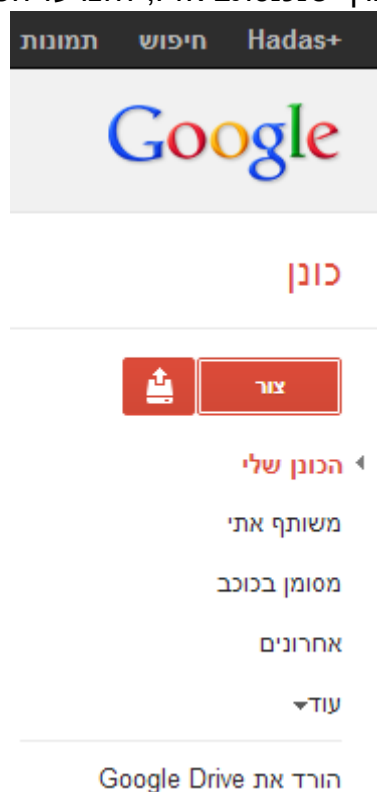 Hadas+ חיפוש תמונות
Google
כונן
צור
הכונן שלי
משותף אתי
מסומן בכוכב
אחרונים
עוד
הורד את Google Drive